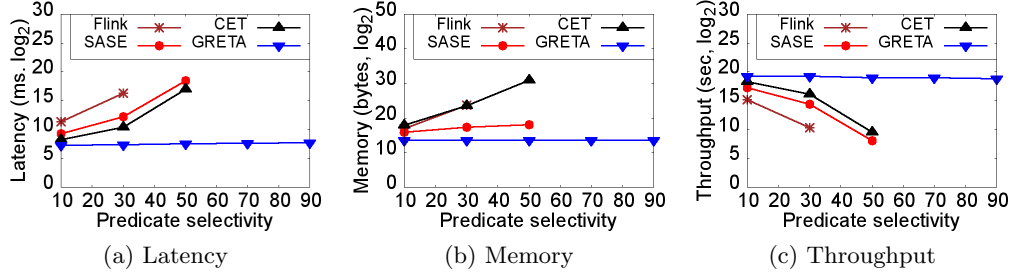 Flink CET
SASE GRETA
Latency (ms. log2)
30
25
20
15
10
5
0
10 20 30 40 50 60 70 80 90
Predicate selectivity
(a) Latency
Flink CET
SASE GRETA
Memory (bytes, log2)
50
40
30
20
10
0
10 20 30 40 50 60 70 80 90
Predicate selectivity
(b) Memory
Flink CET
SASE GRETA
Throughput (sec, log2)
30
25
20
15
10
5
0
10 20 30 40 50 60 70 80 90
Predicate selectivity
(c) Throughput